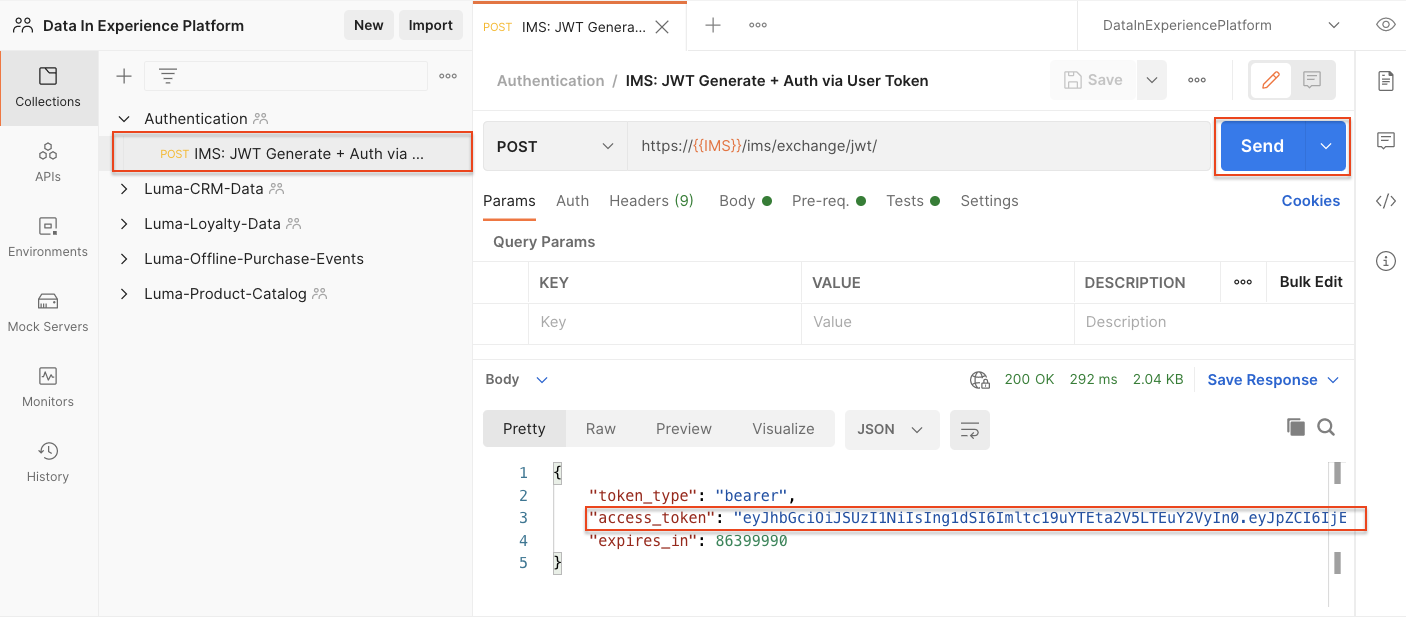 Data In Experience Platform
New
Import
POST IMS: JWT Genera...
DataInExperiencePlatform
Collections
APIs
Environments
Mock Servers
Monitors
History
Authentication
POST IMS: JWT Generate + Auth via ...
Luma-CRM-Data
Luma-Loyalty-Data
Luma-Offline-Purchase-Events
Luma-Product-Catalog
Authentication / IMS: JWT Generate + Auth via User Token
Save
POST
https://{{IMS}}/ims/exchange/jwt/
Send
Params Auth Headers (9) Body Pre-req. Tests Settings
Cookies
Query Params
KEY VALUE DESCRIPTION Bulk Edit
Key Value Description
Body
200 OK 292 ms 2.04 KB Save Response
Pretty Raw Preview Visualize JSON
1 {
2 "token_type": "bearer",
3 "access_token": "eyJhbGciOiJSUzI1NiIsIng1dSI6Imltc19uYTEta2V5LTEuY2VyIn0.eyJpZCI6IjE
4 "expires_in": 86399990
5 }